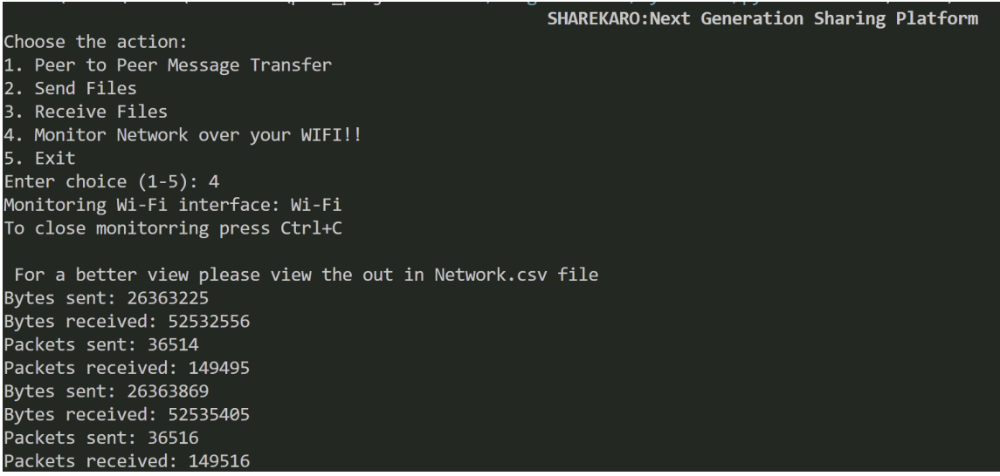 SHAREKARO:Next Generation Sharing Platform
Choose the action:
1. Peer to Peer Message Transfer
2. Send Files
3. Receive Files
4. Monitor Network over your WIFI!!
5. Exit
Enter choice (1-5): 4
Monitoring Wi-Fi interface: Wi-Fi
To close monitorring press Ctrl+C
For a better view please view the out in Network.csv file
Bytes sent: 26363225
Bytes received: 52532556
Packets sent: 36514
Packets received: 149495
Bytes sent: 26363869
Bytes received: 52535405
Packets sent: 36516
Packets received: 149516